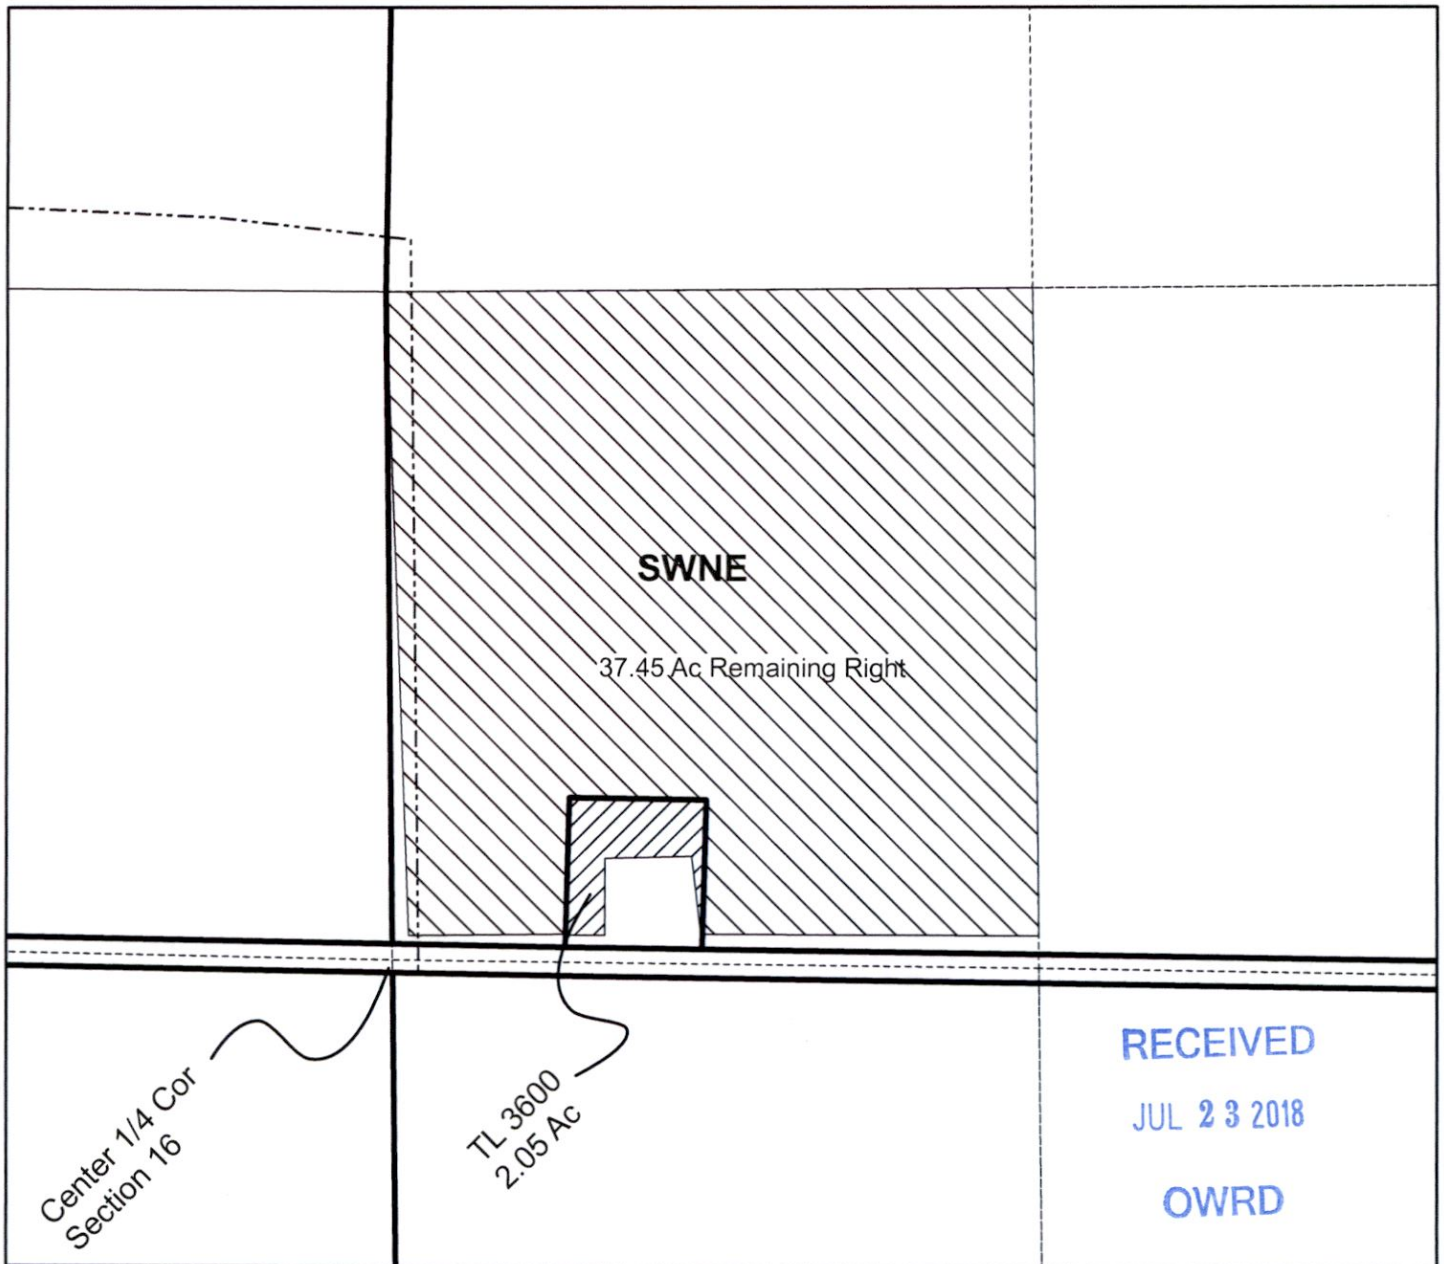 SWNE
37.45 Ac Remaining Right
TL 3600
2.05 Ac
Center 1/4 Cor
Section 16
RECEIVED
JUL 23 2018
OWRD